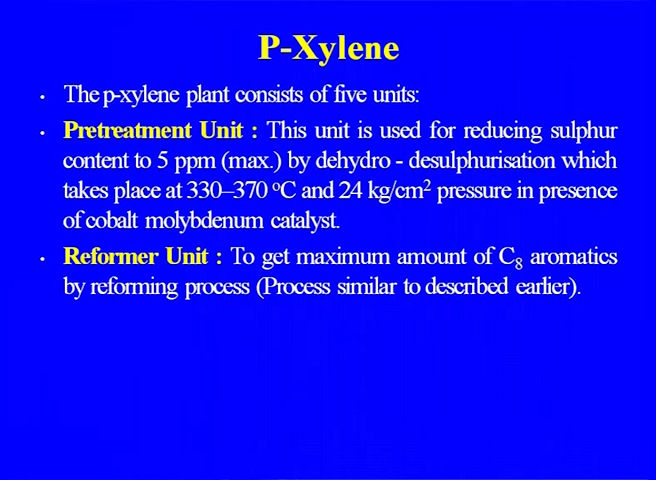 P-Xylene
• The p-xylene plant consists of five units:
• Pretreatment Unit : This unit is used for reducing sulphur
content to 5 ppm (max.) by dehydro - desulphurisation which
takes place at 330–370 °C and 24 kg/cm² pressure in presence
of cobalt molybdenum catalyst.
• Reformer Unit : To get maximum amount of C₈ aromatics
by reforming process (Process similar to described earlier).